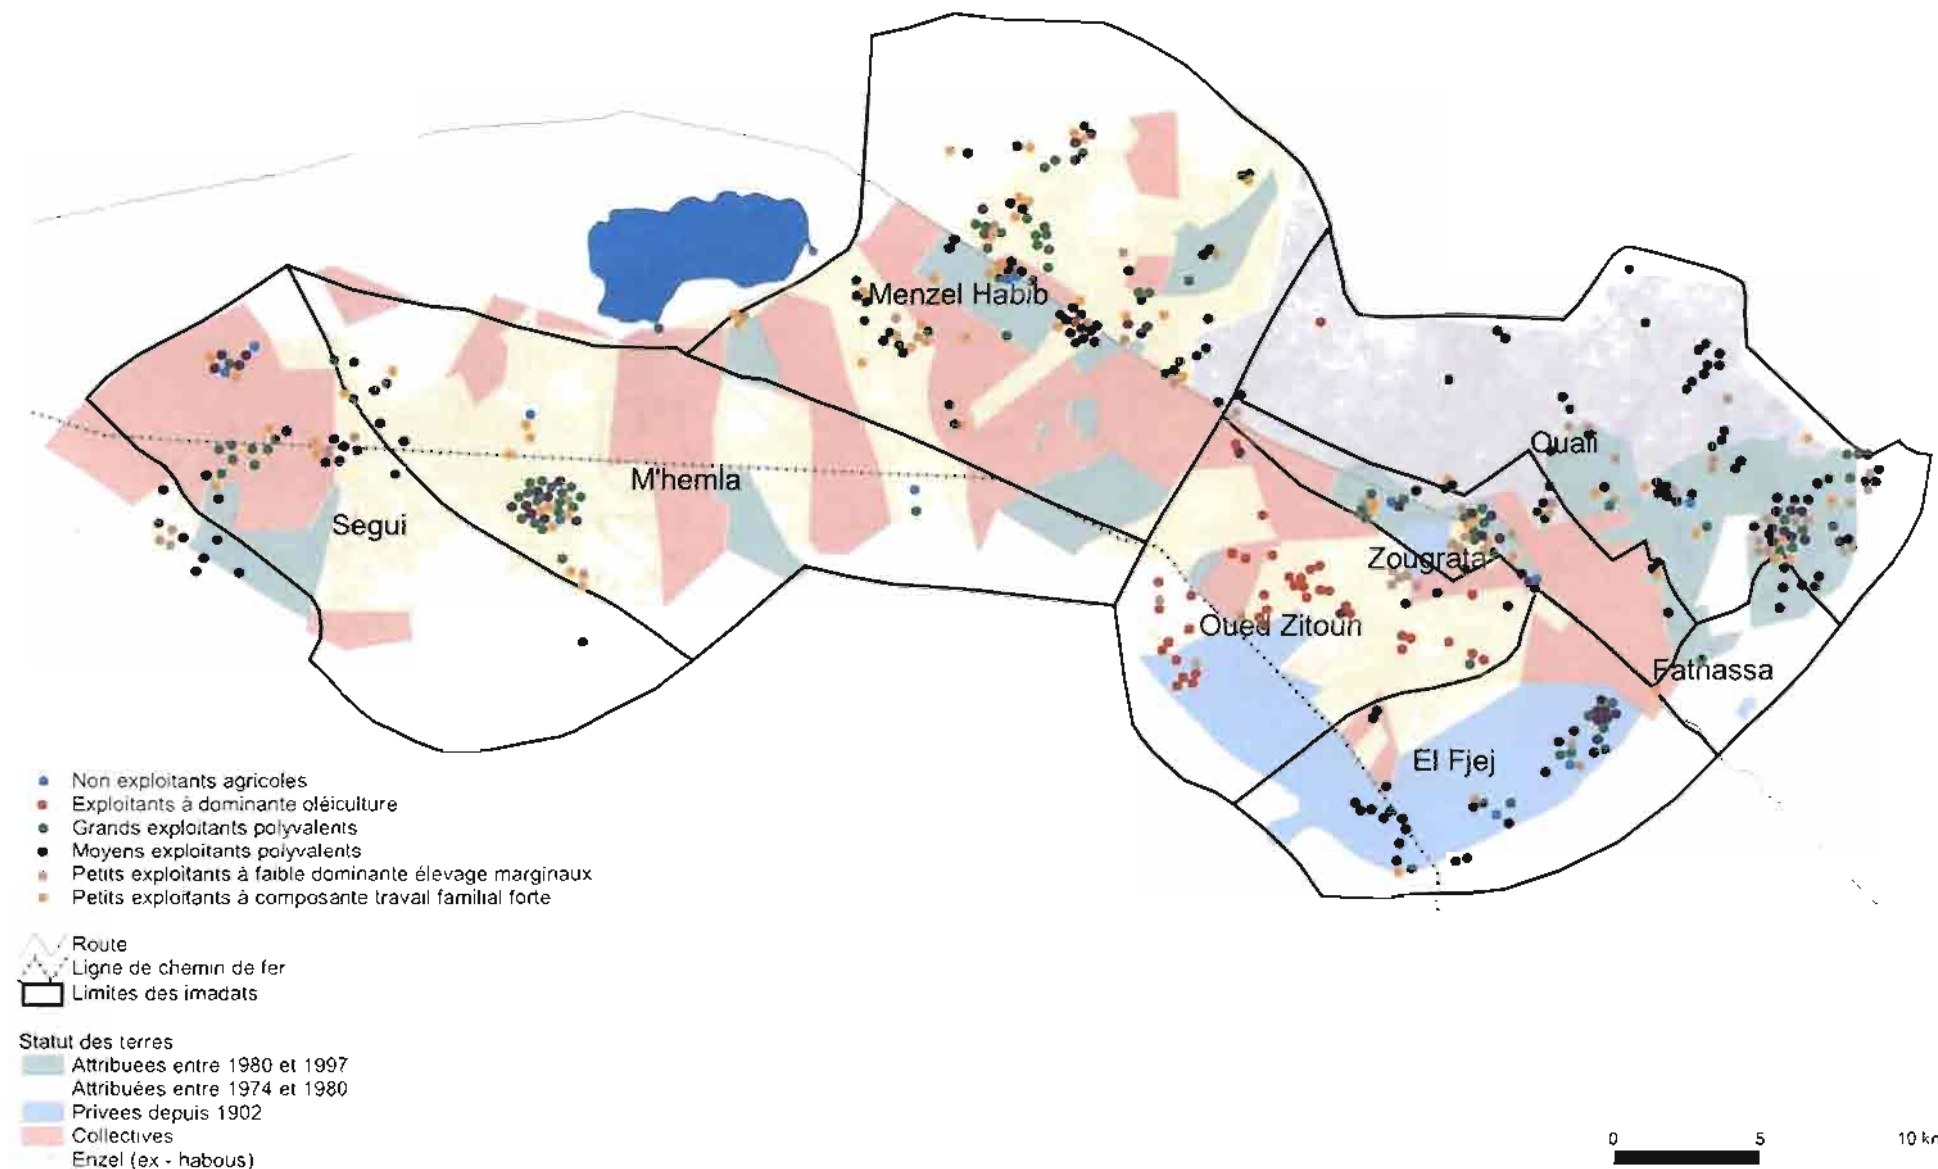 Menzel Habib
Ouali
M'hemla
Segui
Zougrata
Oued Zitoun
Fatnassa
El Fjej
Non exploitants agricoles
Exploitants à dominante oléiculture
Grands exploitants polyvalents
Moyens exploitants polyvalents
Petits exploitants à faible dominante élevage marginaux
Petits exploitants à composante travail familial forte
Route
Ligne de chemin de fer
Limites des imadats
Statut des terres
Attribuees entre 1980 et 1997
Attribuées entre 1974 et 1980
Privees depuis 1902
Collectives
Enzel (ex - habous)
0 5 10 km